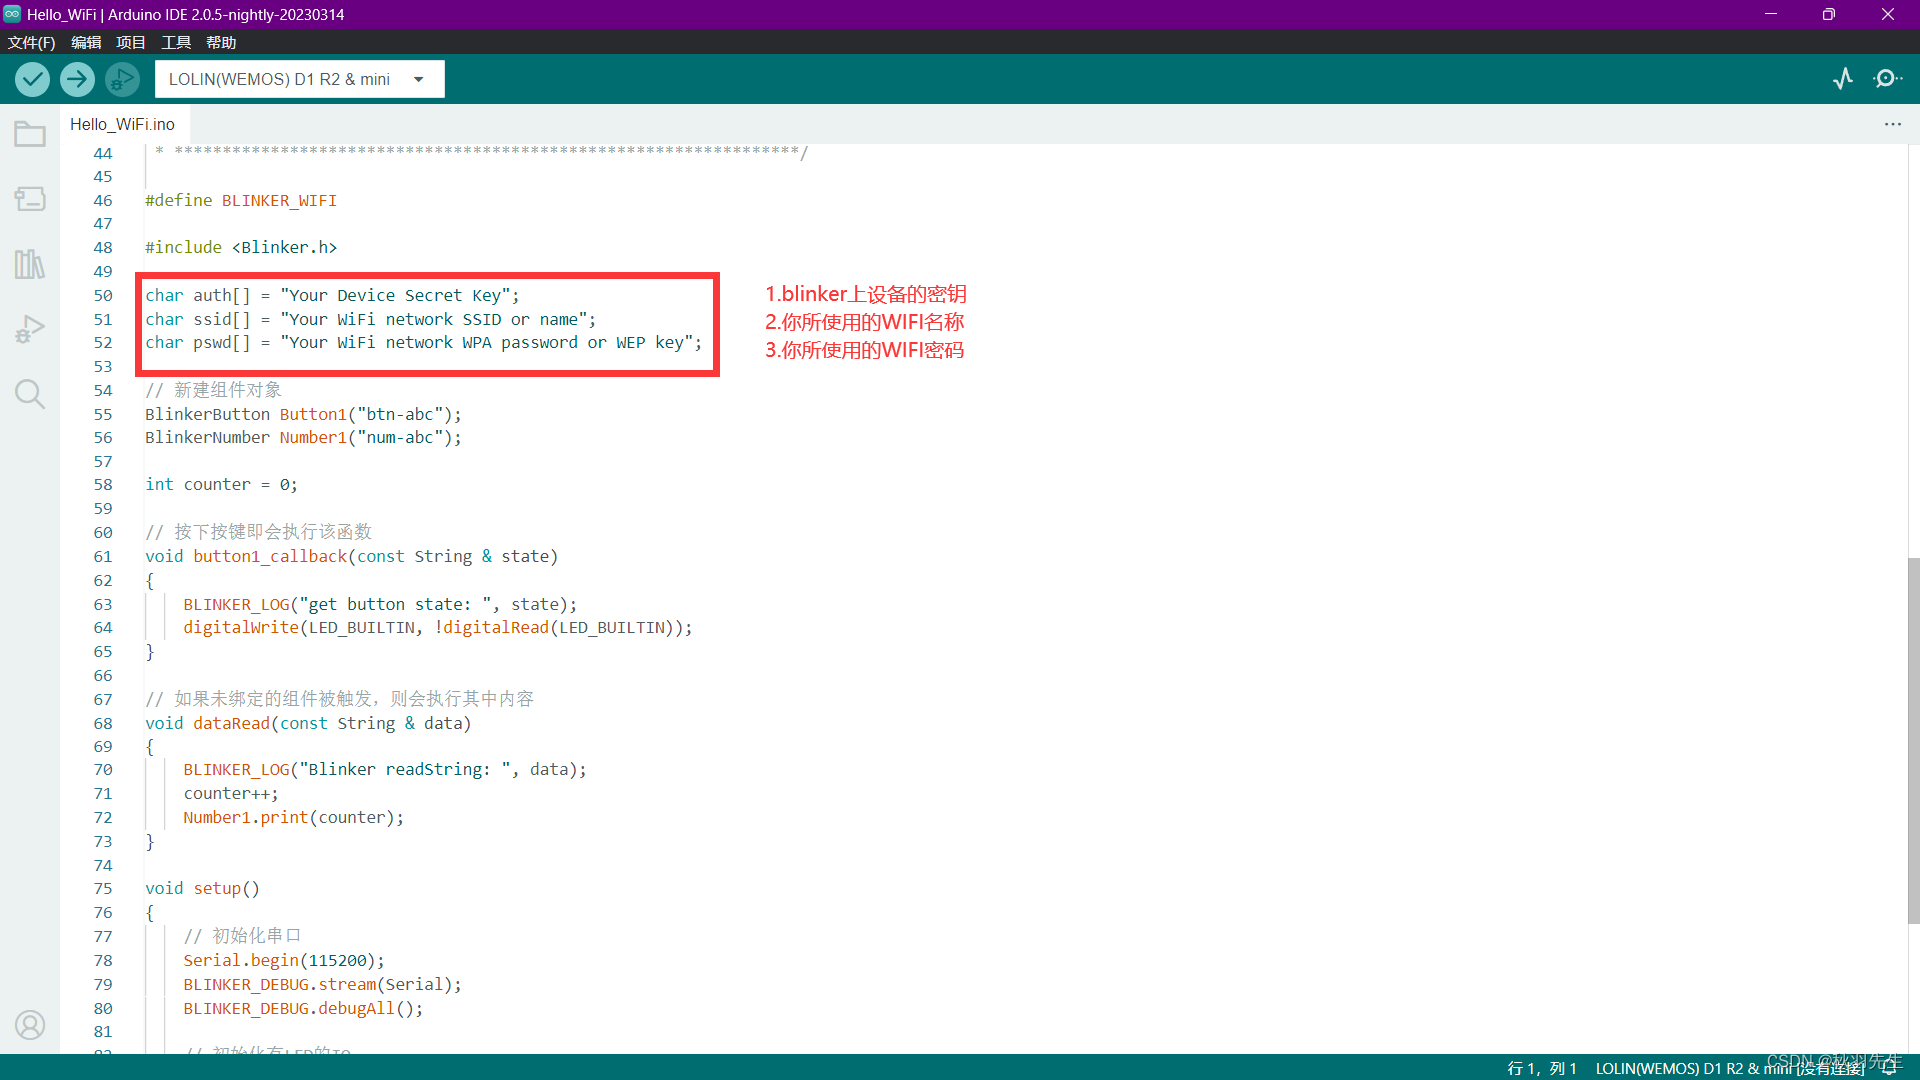 Hello_WiFi | Arduino IDE 2.0.5-nightly-20230314
文件(F) 编辑 项目 工具 帮助
LOLIN(WEMOS) D1 R2 & mini
Hello_WiFi.ino
44 * *****************************************************************/
45
46 #define BLINKER_WIFI
47
48 #include <Blinker.h>
49
50 char auth[] = "Your Device Secret Key";
51 char ssid[] = "Your WiFi network SSID or name";
52 char pswd[] = "Your WiFi network WPA password or WEP key";
1.blinker上设备的密钥
2.你所使用的WIFI名称
3.你所使用的WIFI密码
53
54 // 新建组件对象
55 BlinkerButton Button1("btn-abc");
56 BlinkerNumber Number1("num-abc");
57
58 int counter = 0;
59
60 // 按下按键即会执行该函数
61 void button1_callback(const String & state)
62 {
63 BLINKER_LOG("get button state: ", state);
64 digitalWrite(LED_BUILTIN, !digitalRead(LED_BUILTIN));
65 }
66
67 // 如果未绑定的组件被触发，则会执行其中内容
68 void dataRead(const String & data)
69 {
70 BLINKER_LOG("Blinker readString: ", data);
71 counter++;
72 Number1.print(counter);
73 }
74
75 void setup()
76 {
77 // 初始化串口
78 Serial.begin(115200);
79 BLINKER_DEBUG.stream(Serial);
80 BLINKER_DEBUG.debugAll();
81
82 // 初始化有LED的IO
行 1，列 1 LOLIN(WEMOS) D1 R2 & mini [没有连接]
CSDN @秋羽先生